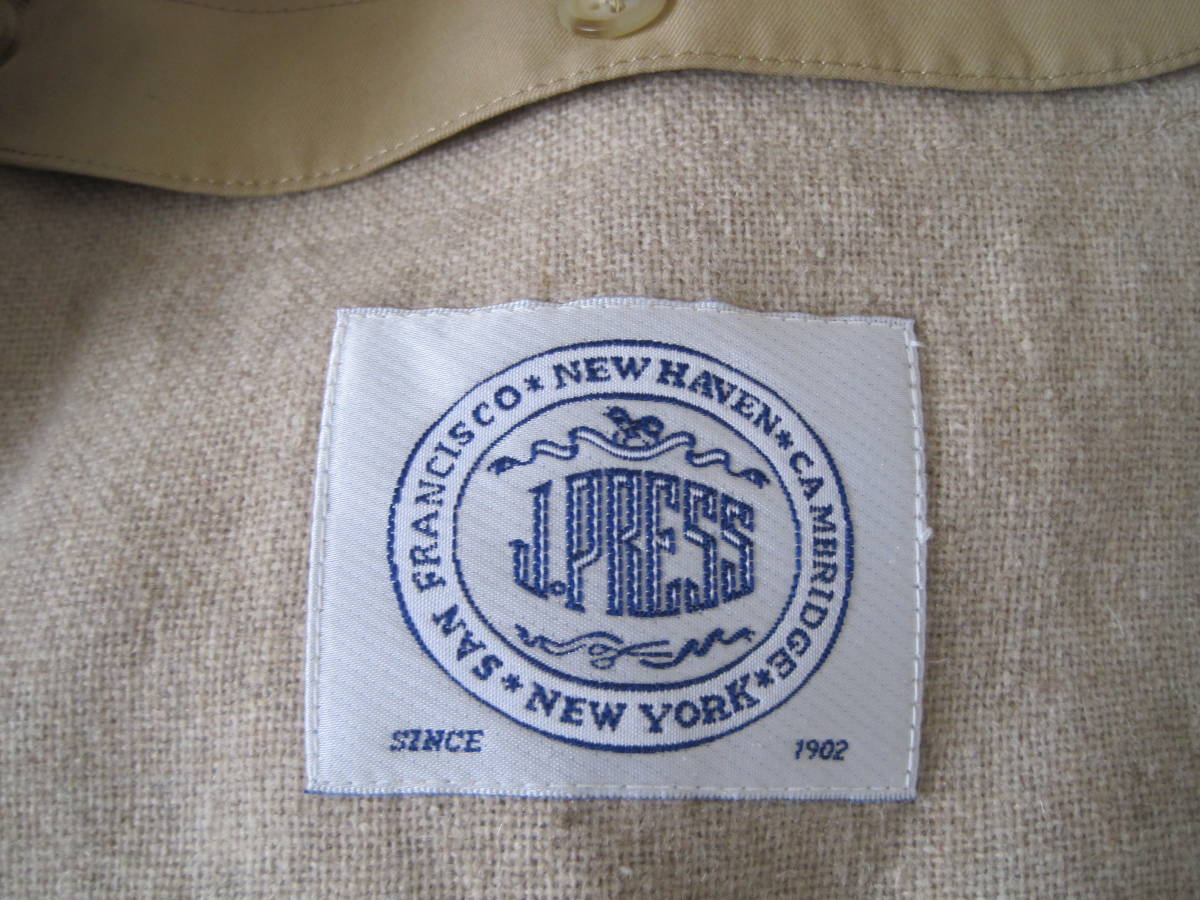 SAN FRANCISCO * NEW HAVEN * CAMBRIDGE * NEW YORK *
J.PRESS
SINCE 1902